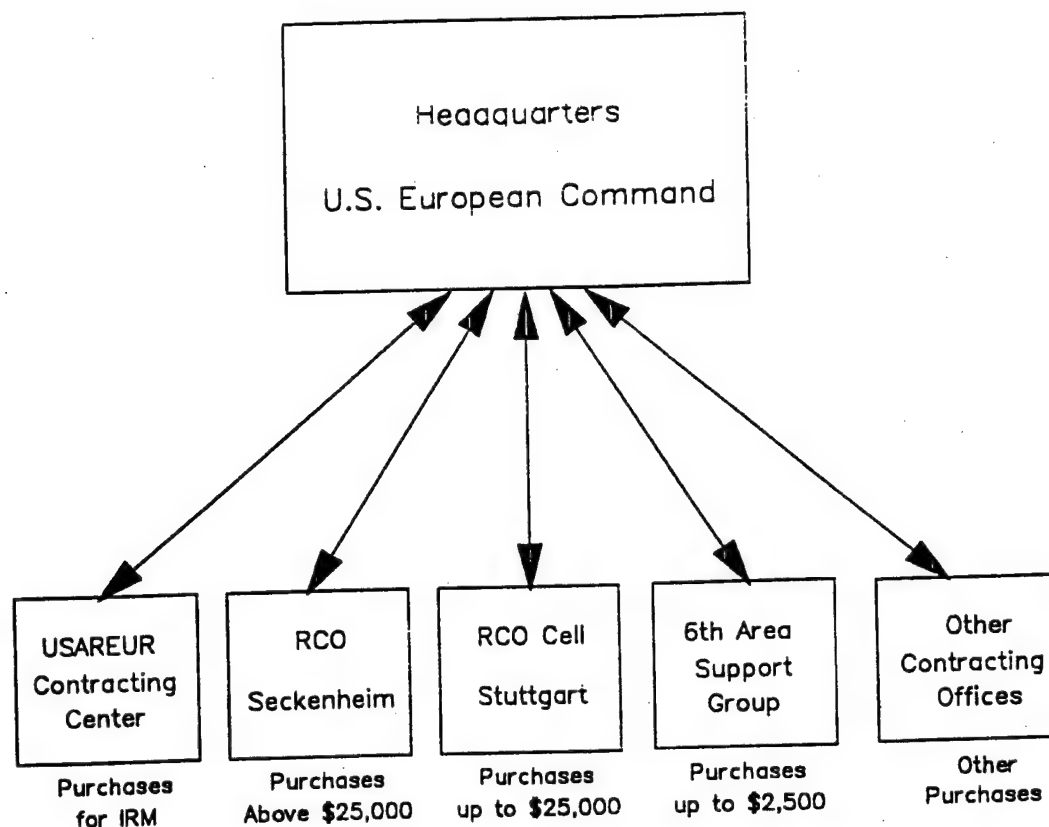 Headquarters
U.S. European Command
USAREUR
Contracting
Center
RCO
Seckenheim
RCO Cell
Stuttgart
6th Area
Support
Group
Other
Contracting
Offices
Purchases
for IRM
Purchases
Above $25,000
Purchases
up to $25,000
Purchases
up to $2,500
Other
Purchases